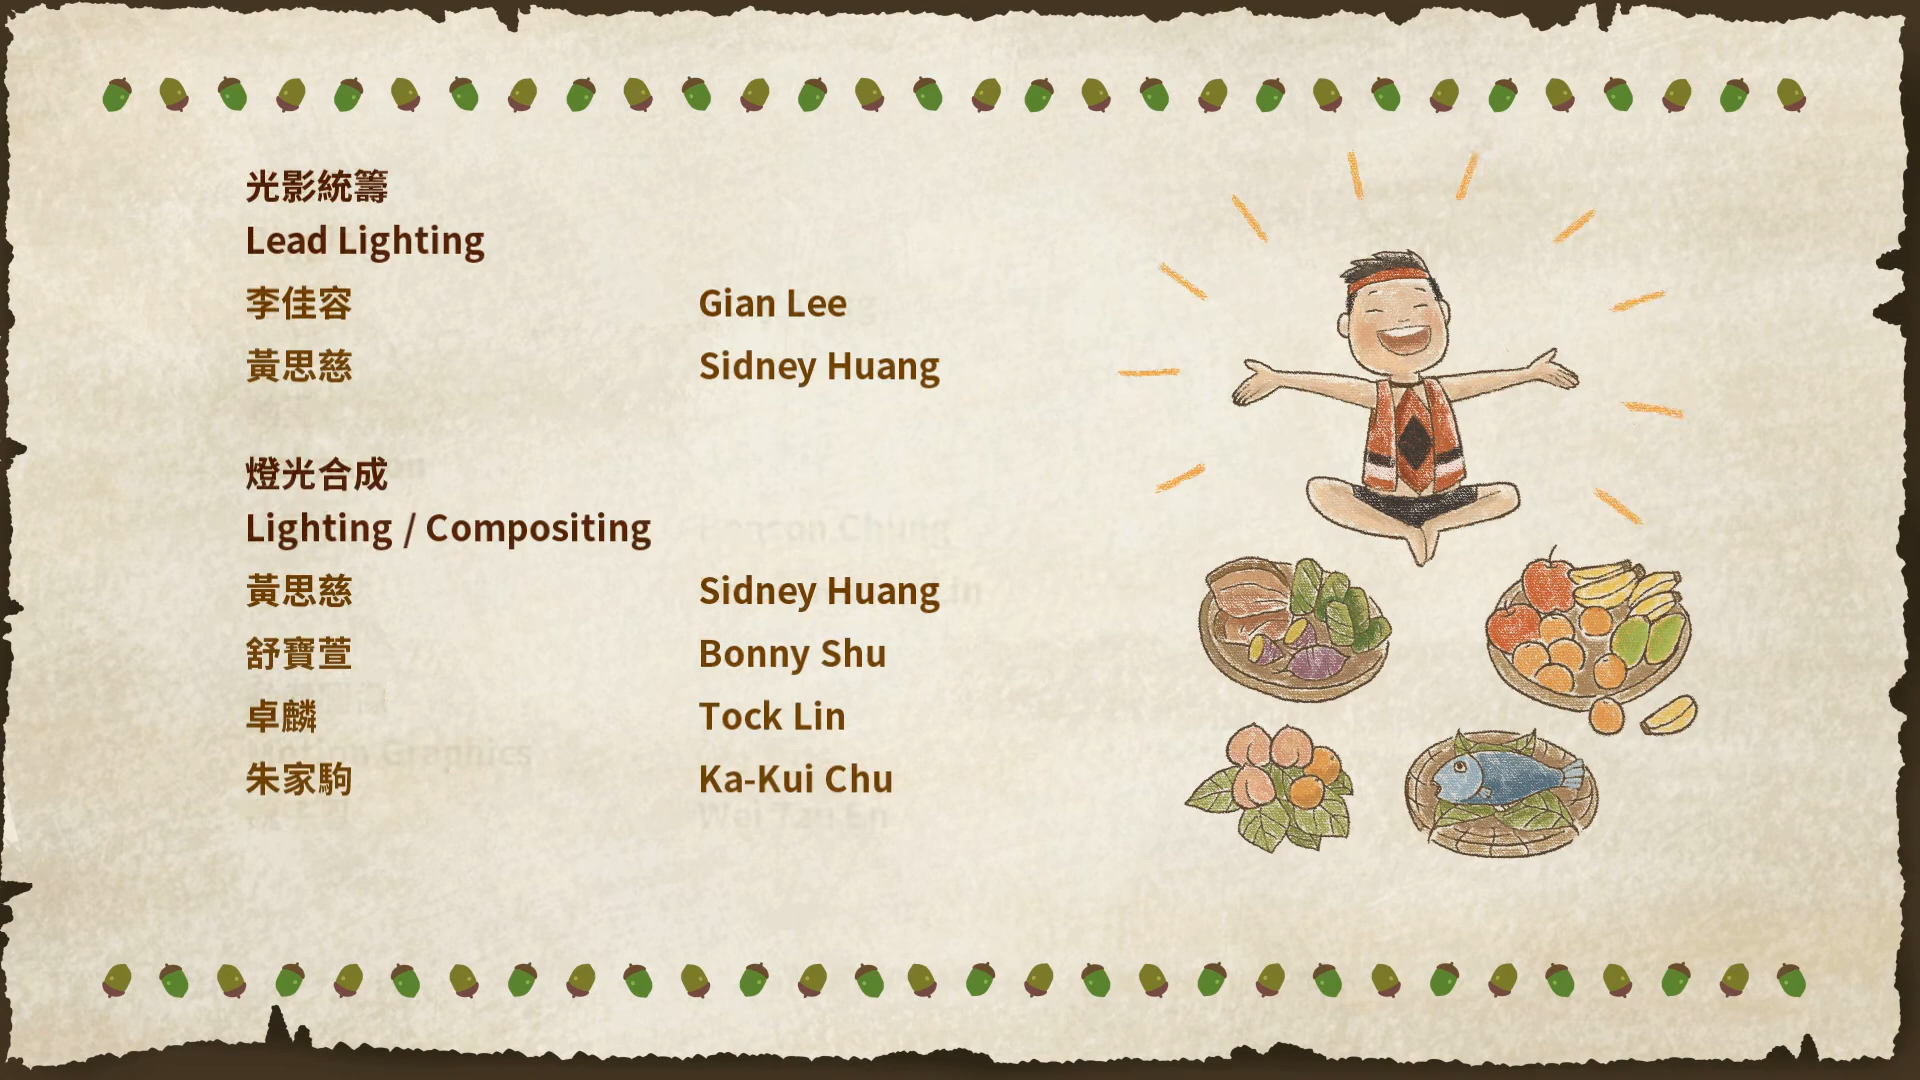 光影統籌
Lead Lighting
李佳容 Gian Lee
黃思慈 Sidney Huang
燈光合成
Lighting / Compositing
黃思慈 Sidney Huang
舒寶萱 Bonny Shu
卓麟 Tock Lin
朱家駒 Ka-Kui Chu
Motion Graphics